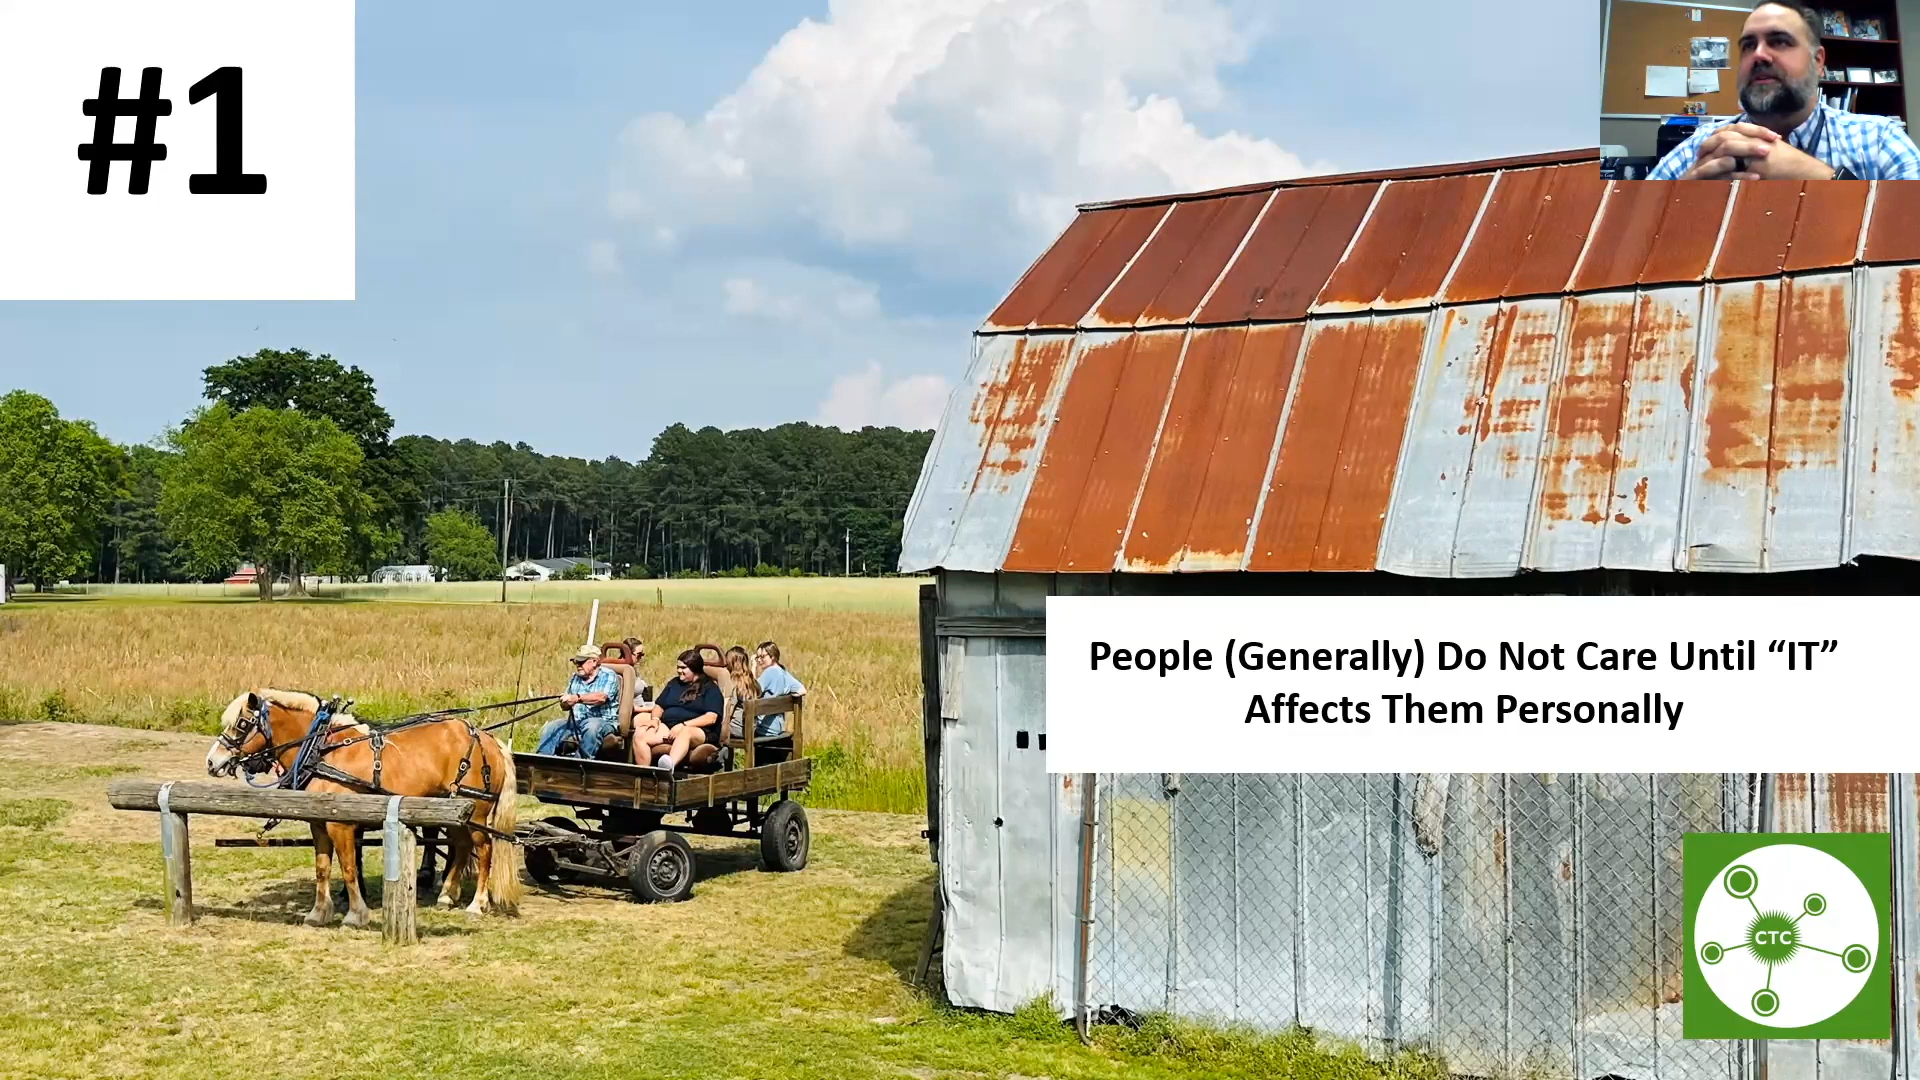 #1
People (Generally) Do Not Care Until “IT”
Affects Them Personally
CTC